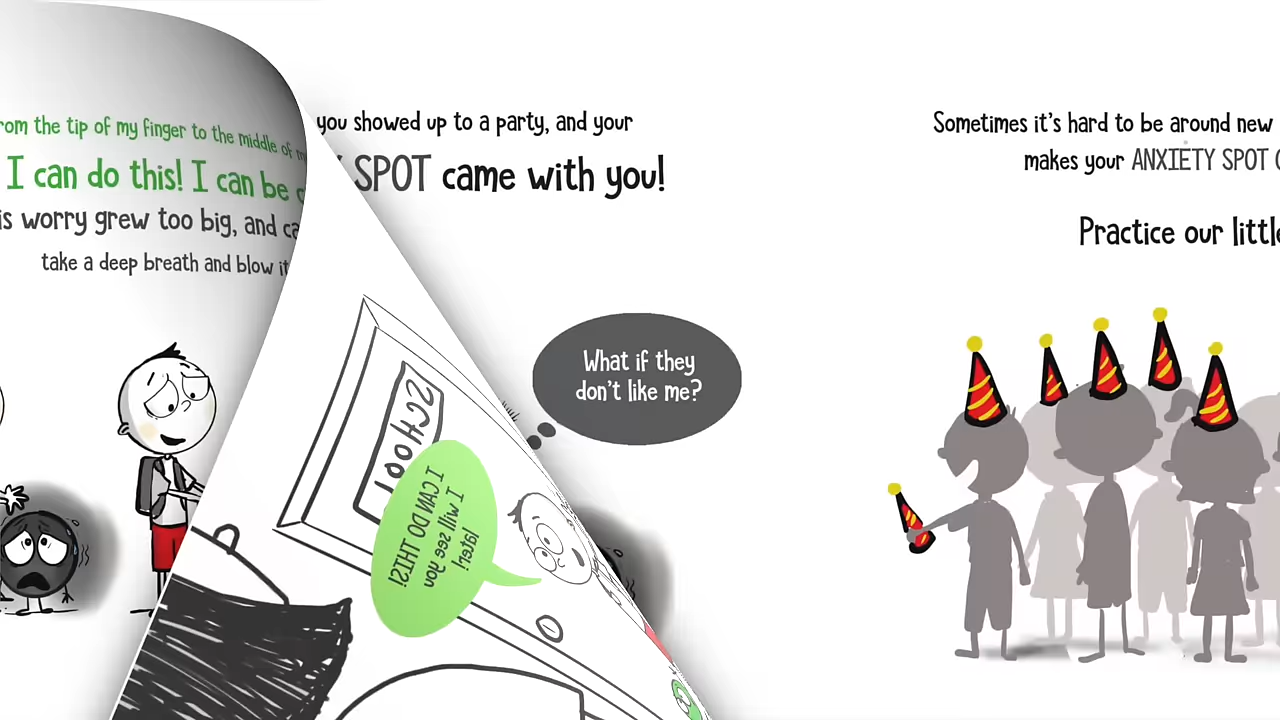 rom the tip of my finger to the middle of
I can do this! I can be
is worry grew too big, and
take a deep breath and blow it
you showed up to a party, and your
SPOT came with you!
What if they
don't like me?
SCHOOL
I will see you
later!
I CAN DO THIS!
Sometimes it's hard to be around new
makes your ANXIETY SPOT
Practice our little